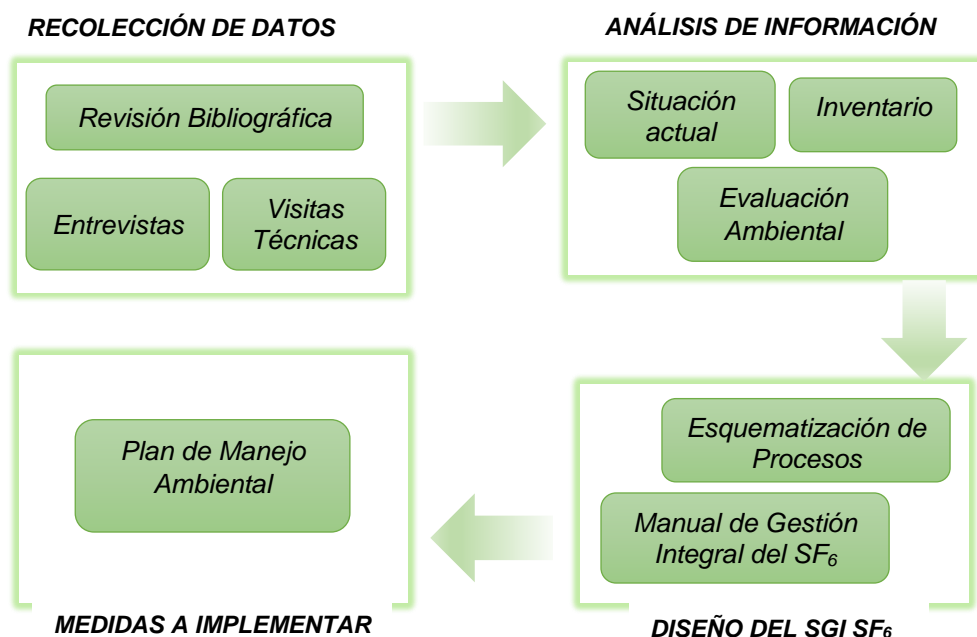 RECOLECCIÓN DE DATOS
Revisión Bibliográfica
Entrevistas
Visitas
Técnicas
ANÁLISIS DE INFORMACIÓN
Situación
actual
Inventario
Evaluación
Ambiental
Esquematización de
Procesos
Manual de Gestión
Integral del SF₆
DISEÑO DEL SGI SF₆
Plan de Manejo
Ambiental
MEDIDAS A IMPLEMENTAR